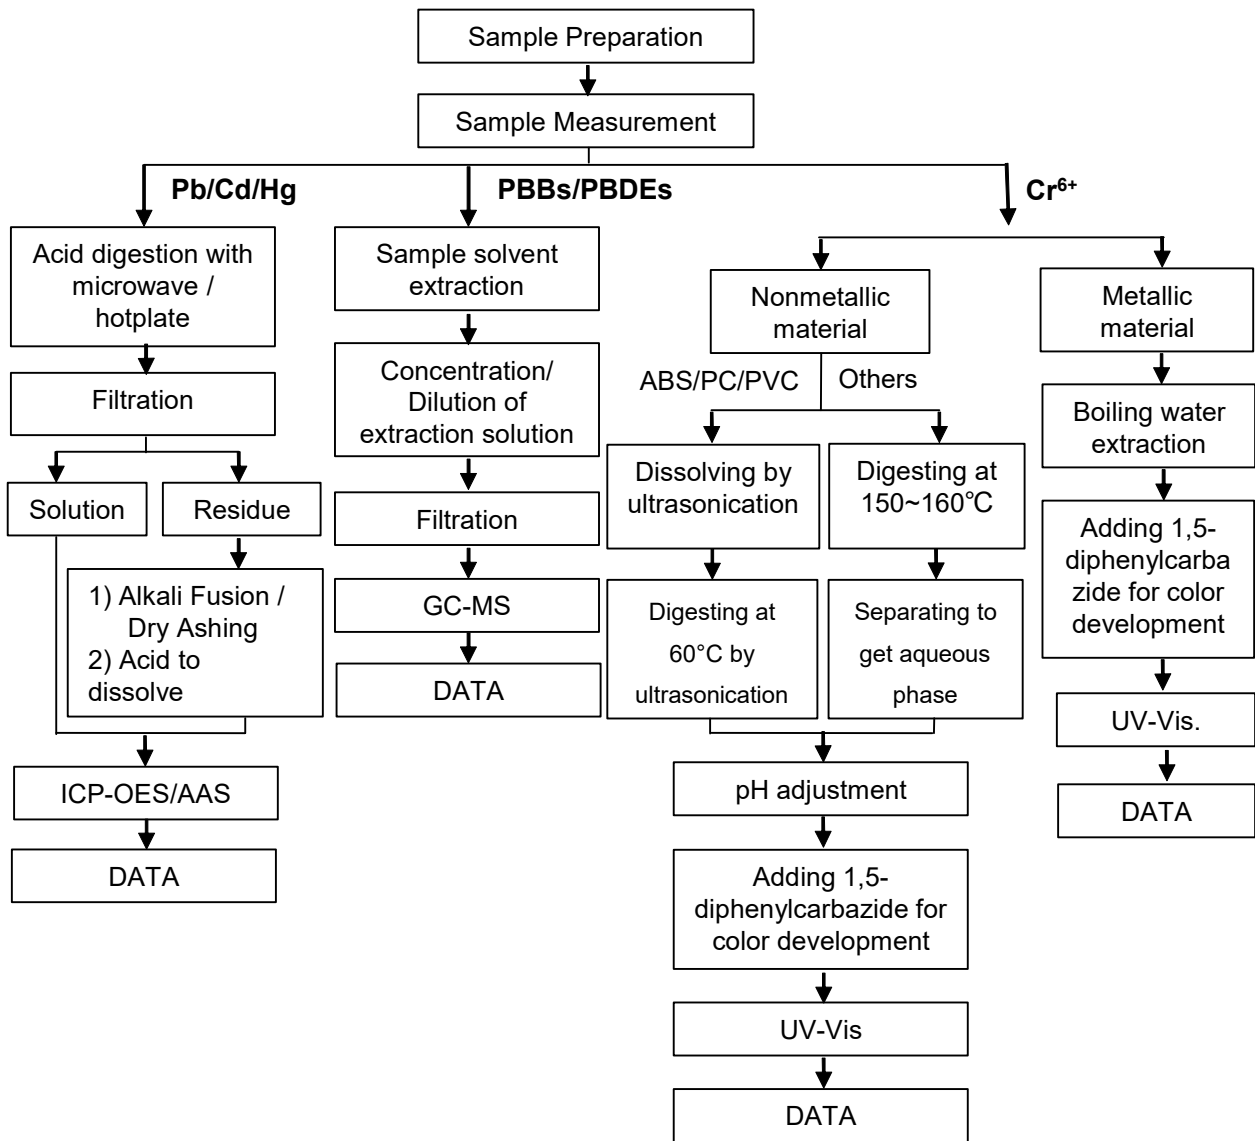 Sample Preparation
Sample Measurement
Pb/Cd/Hg
PBBs/PBDEs
Cr⁶⁺
Acid digestion with
microwave /
hotplate
Filtration
Solution
Residue
1) Alkali Fusion /
Dry Ashing
2) Acid to
dissolve
ICP-OES/AAS
DATA
Sample solvent
extraction
Concentration/
Dilution of
extraction solution
Filtration
GC-MS
DATA
Nonmetallic
material
ABS/PC/PVC
Others
Dissolving by
ultrasonication
Digesting at
60°C by
ultrasonication
Digesting at
150~160℃
Separating to
get aqueous
phase
pH adjustment
Adding 1,5-
diphenylcarbazide for
color development
UV-Vis
DATA
Metallic
material
Boiling water
extraction
Adding 1,5-
diphenylcarba
zide for color
development
UV-Vis.
DATA